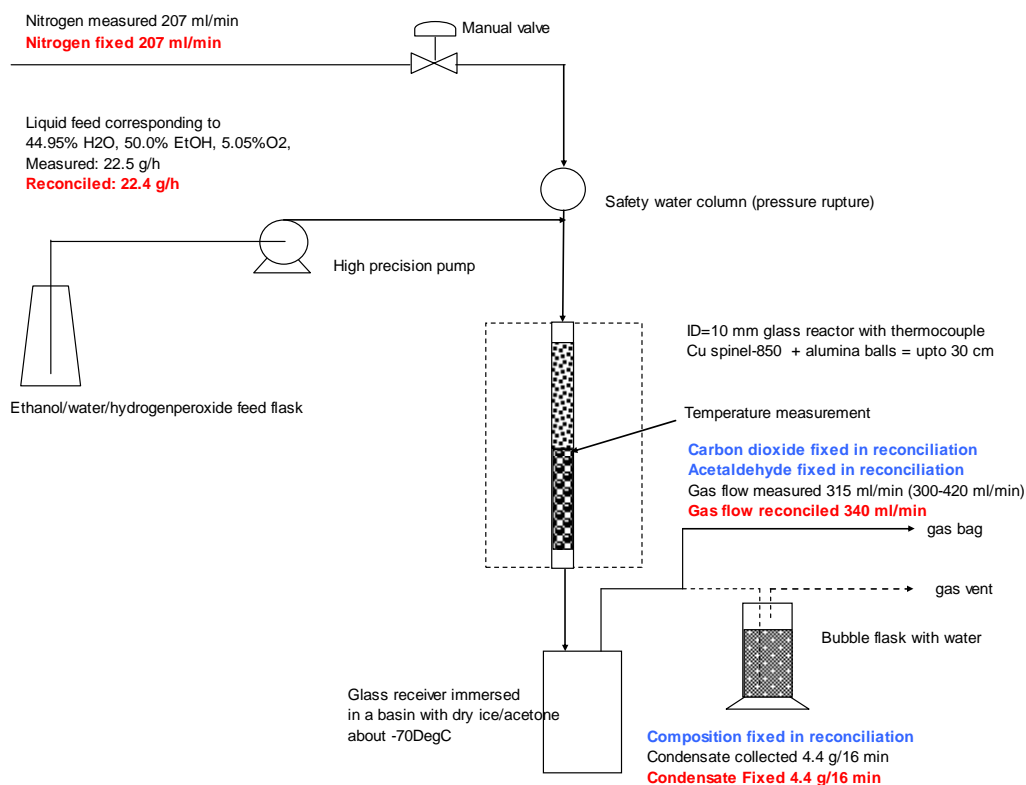 Nitrogen measured 207 ml/min
Nitrogen fixed 207 ml/min
Manual valve
Liquid feed corresponding to
44.95% H2O, 50.0% EtOH, 5.05%O2,
Measured: 22.5 g/h
Reconciled: 22.4 g/h
Safety water column (pressure rupture)
High precision pump
ID=10 mm glass reactor with thermocouple
Cu spinel-850 + alumina balls = upto 30 cm
Ethanol/water/hydrogenperoxide feed flask
Temperature measurement
Carbon dioxide fixed in reconciliation
Acetaldehyde fixed in reconciliation
Gas flow measured 315 ml/min (300-420 ml/min)
Gas flow reconciled 340 ml/min
gas bag
gas vent
Bubble flask with water
Glass receiver immersed
in a basin with dry ice/acetone
about -70DegC
Composition fixed in reconciliation
Condensate collected 4.4 g/16 min
Condensate Fixed 4.4 g/16 min